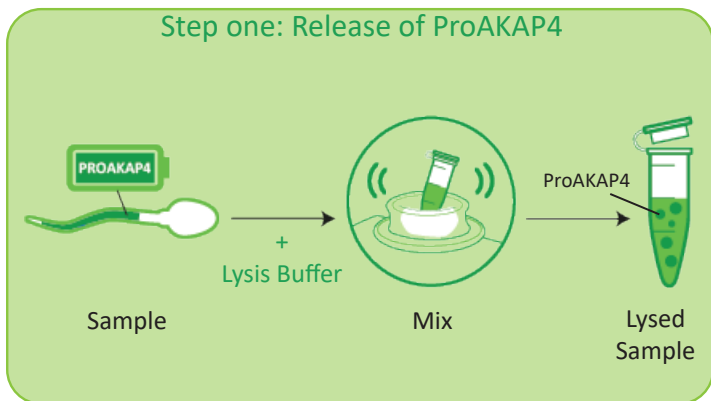 Step one: Release of ProAKAP4
PROAKAP4
ProAKAP4
+
Lysis Buffer
Sample
Mix
Lysed
Sample